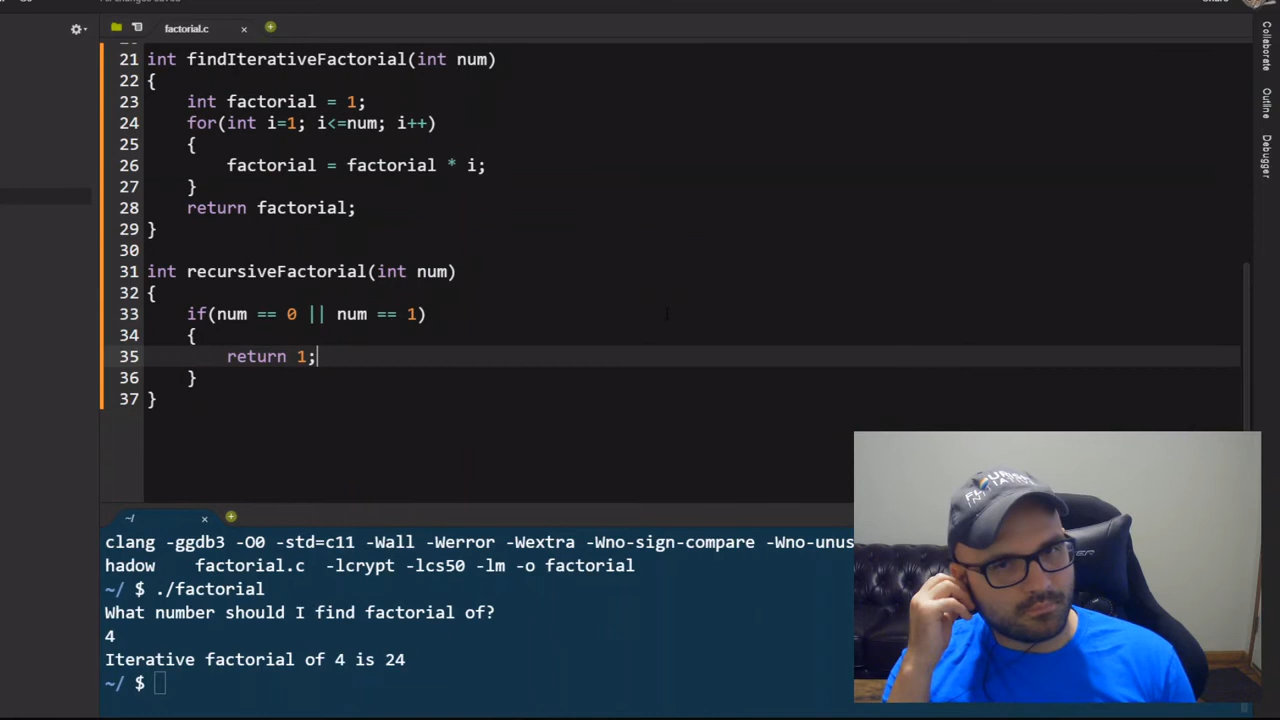 factorial.c
21 int findIterativeFactorial(int num)
22 {
23 int factorial = 1;
24 for(int i=1; i<=num; i++)
25 {
26 factorial = factorial * i;
27 }
28 return factorial;
29 }
30
31 int recursiveFactorial(int num)
32 {
33 if(num == 0 || num == 1)
34 {
35 return 1;
36 }
37 }
Collaborate
Outline
Debugger
~/
clang -ggdb3 -O0 -std=c11 -Wall -Werror -Wextra -Wno-sign-compare -Wno-unus
hadow factorial.c -lcrypt -lcs50 -lm -o factorial
~/ $ ./factorial
What number should I find factorial of?
4
Iterative factorial of 4 is 24
~/ $
INITIATIVE